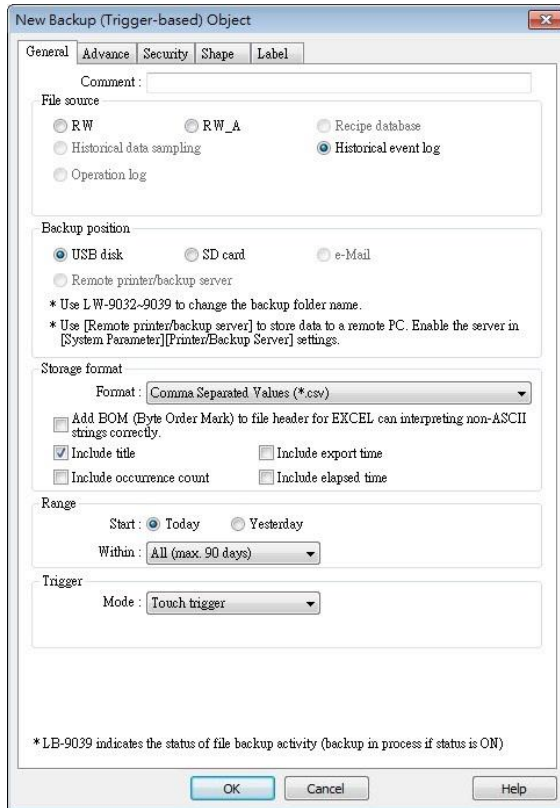 New Backup (Trigger-based) Object
General Advance Security Shape Label
Comment :
File source
RW RW_A Recipe database
Historical data sampling Historical event log
Operation log
Backup position
USB disk SD card e-Mail
Remote printer/backup server
* Use LW-9032~9039 to change the backup folder name.
* Use [Remote printer/backup server] to store data to a remote PC. Enable the server in
[System Parameter][Printer/Backup Server] settings.
Storage format
Format : Comma Separated Values (*.csv)
Add BOM (Byte Order Mark) to file header for EXCEL can interpreting non-ASCII
strings correctly.
Include title Include export time
Include occurrence count Include elapsed time
Range
Start : Today Yesterday
Within : All (max. 90 days)
Trigger
Mode : Touch trigger
* LB-9039 indicates the status of file backup activity (backup in process if status is ON)
OK Cancel Help